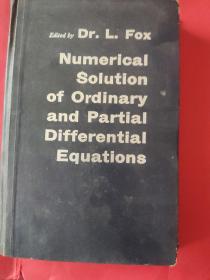 Edited by Dr. L. Fox
Numerical
Solution
of Ordinary
and Partial
Differential
Equations